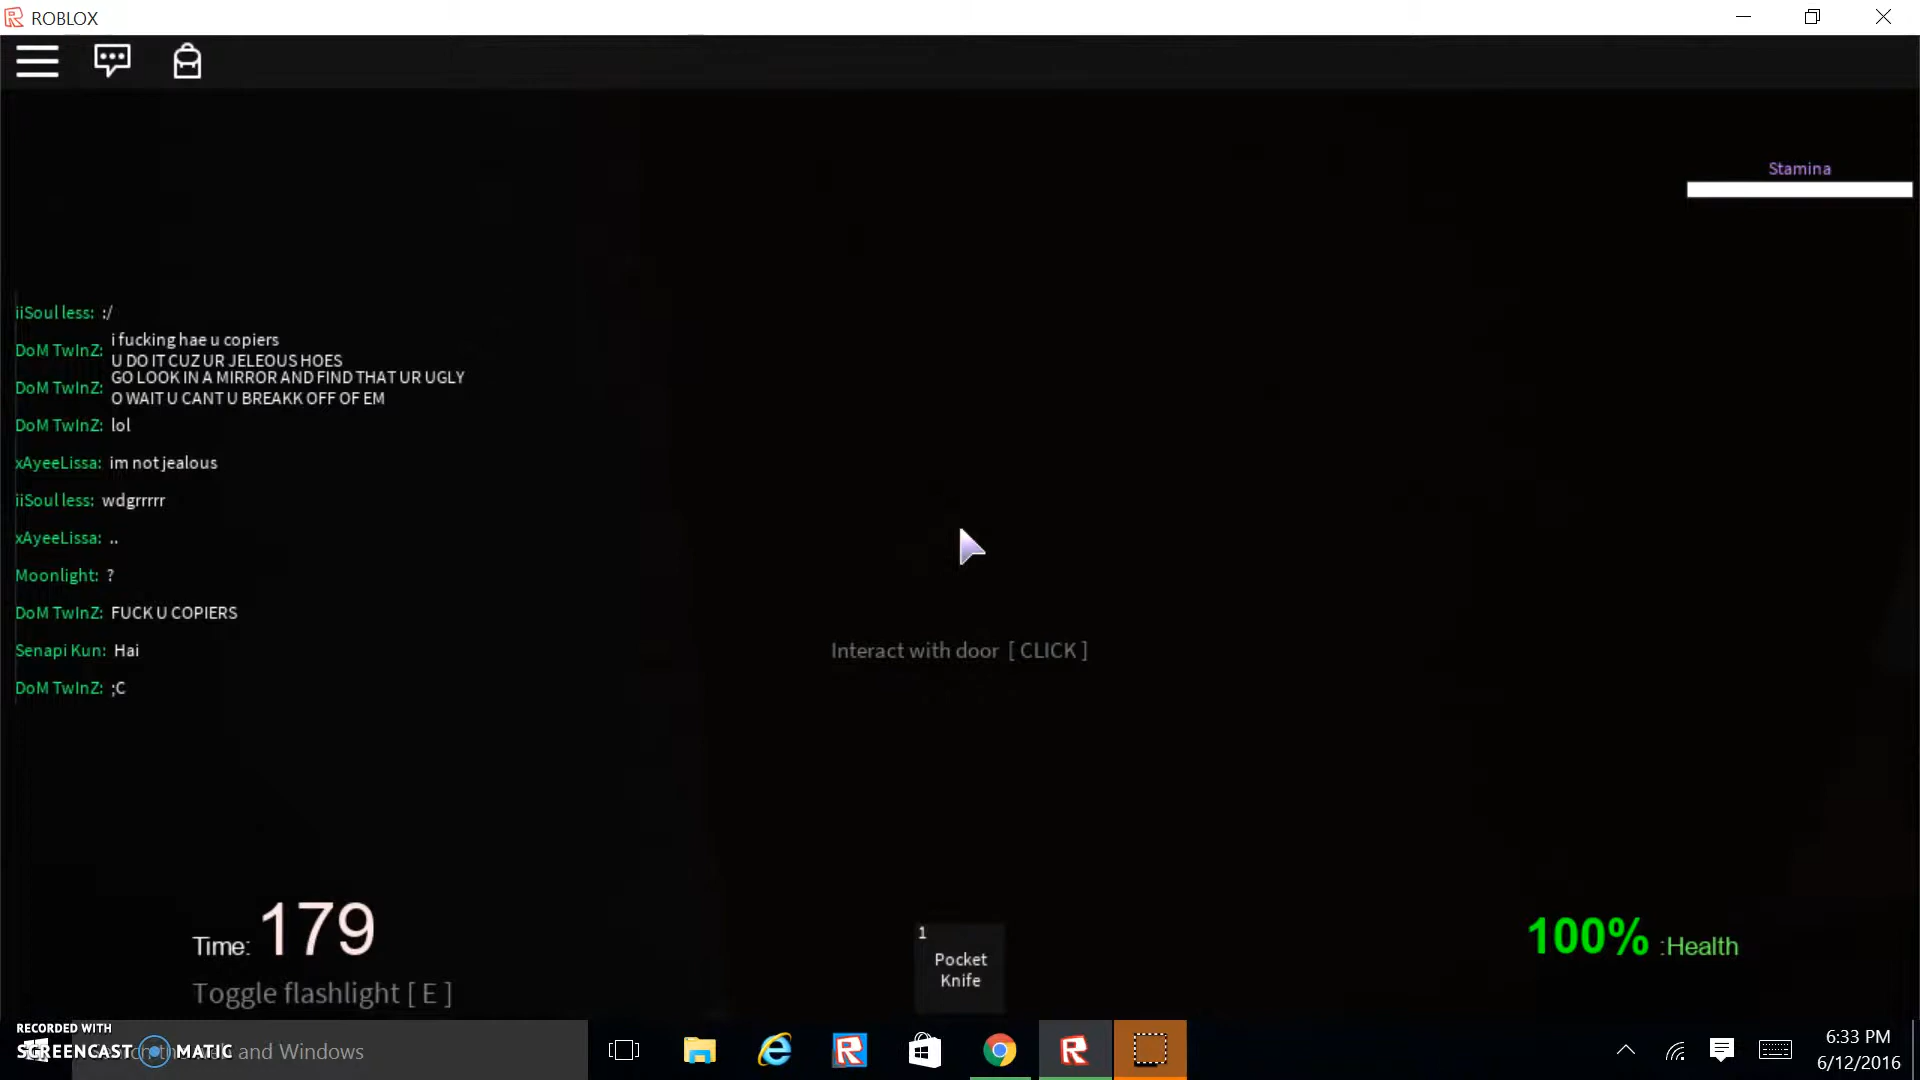 ROBLOX
Stamina
iiSoul less: :/
DoM TwInZ: i fucking hae u copiers
U DO IT CUZ UR JELEOUS HOES
DoM TwInZ: GO LOOK IN A MIRROR AND FIND THAT UR UGLY
O WAIT U CANT U BREAKK OFF OF EM
DoM TwInZ: lol
xAyeeLissa: im not jealous
iiSoul less: wdgrrrrr
xAyeeLissa: ..
Moonlight: ?
DoM TwInZ: FUCK U COPIERS
Senapi Kun: Hai
Interact with door [ CLICK ]
DoM TwInZ: ;C
Time: 179
Toggle flashlight [ E ]
1
Pocket
Knife
100% :Health
RECORDED WITH
SCREENCAST MATIC
and Windows
6:33 PM
6/12/2016